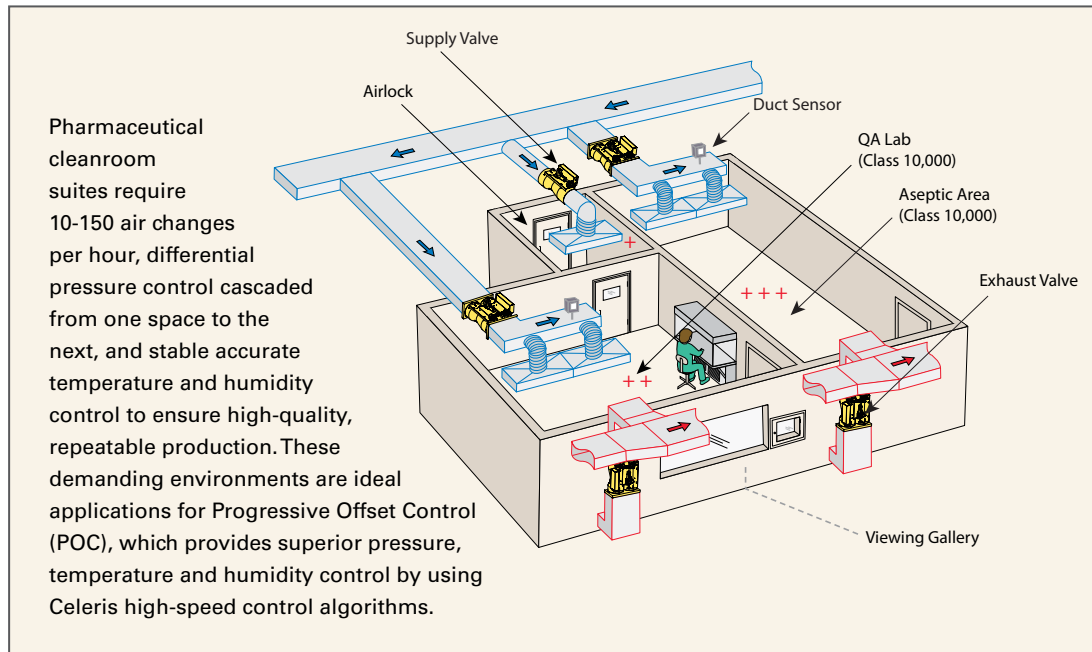 Supply Valve
Airlock
Duct Sensor
QA Lab
(Class 10,000)
Aseptic Area
(Class 10,000)
Exhaust Valve
Viewing Gallery
+
+ +
+ + +
Pharmaceutical
cleanroom
suites require
10-150 air changes
per hour, differential
pressure control cascaded
from one space to the
next, and stable accurate
temperature and humidity
control to ensure high-quality,
repeatable production. These
demanding environments are ideal
applications for Progressive Offset Control
(POC), which provides superior pressure,
temperature and humidity control by using
Celeris high-speed control algorithms.